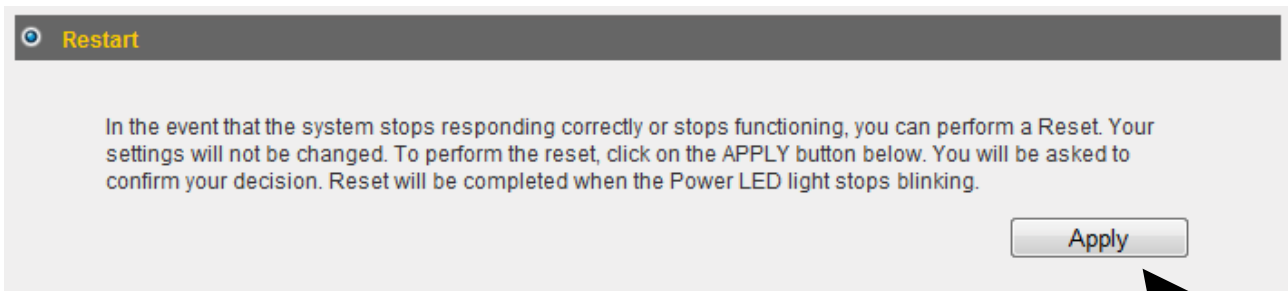 Restart
In the event that the system stops responding correctly or stops functioning, you can perform a Reset. Your
settings will not be changed. To perform the reset, click on the APPLY button below. You will be asked to
confirm your decision. Reset will be completed when the Power LED light stops blinking.
Apply